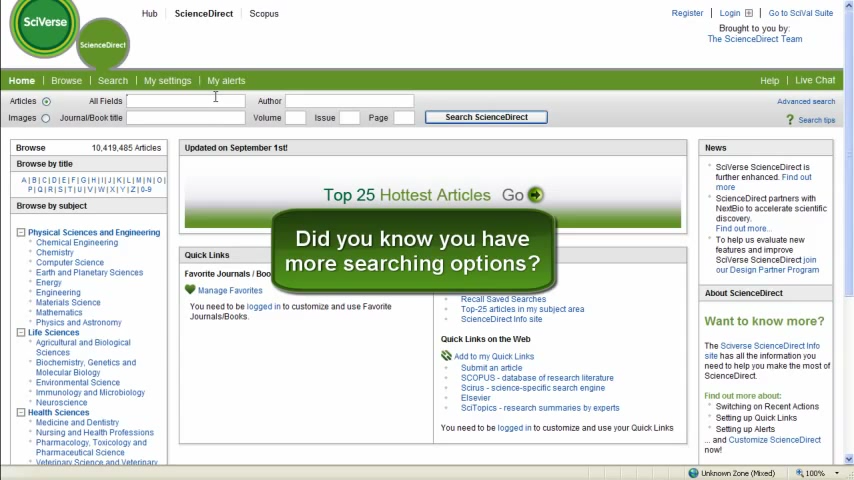 SciVerse
ScienceDirect
Hub ScienceDirect Scopus
Register Login Go to SciVal Suite
Brought to you by:
The ScienceDirect Team
Home Browse Search My settings My alerts Help Live Chat
Articles All Fields Author Advanced search
Images Journal/Book title Volume Issue Page Search ScienceDirect ? Search tips
Browse 10,419,485 Articles
Browse by title
A|B|C|D|E|F|G|H|I|J|K|L|M|N|O|
P|Q|R|S|T|U|V|W|X|Y|Z|0-9
Browse by subject
Physical Sciences and Engineering
Chemical Engineering
Chemistry
Computer Science
Earth and Planetary Sciences
Energy
Engineering
Materials Science
Mathematics
Physics and Astronomy
Life Sciences
Agricultural and Biological
Sciences
Biochemistry, Genetics and
Molecular Biology
Environmental Science
Immunology and Microbiology
Neuroscience
Health Sciences
Medicine and Dentistry
Nursing and Health Professions
Pharmacology, Toxicology and
Pharmaceutical Science
Veterinary Science and Veterinary
Updated on September 1st!
Top 25 Hottest Articles Go
Did you know you have
more searching options?
Quick Links
Favorite Journals / Boo
Manage Favorites
You need to be logged in to customize and use Favorite
Journals/Books.
Recall Saved Searches
Top-25 articles in my subject area
ScienceDirect Info site
Quick Links on the Web
Add to my Quick Links
Submit an article
SCOPUS - database of research literature
Scirus - science-specific search engine
Elsevier
SciTopics - research summaries by experts
You need to be logged in to customize and use your Quick Links
News
SciVerse ScienceDirect is
further enhanced. Find out
more
ScienceDirect partners with
NextBio to accelerate scientific
discovery.
Find out more...
To help us evaluate new
features and improve
SciVerse ScienceDirect join
our Design Partner Program
About ScienceDirect
Want to know more?
The Sciverse ScienceDirect Info
site has all the information you
need to help you make the most of
ScienceDirect.
Find out more about:
Switching on Recent Actions
Setting up Quick Links
Setting up Alerts
... and Customize ScienceDirect
now!
Unknown Zone (Mixed) 100%